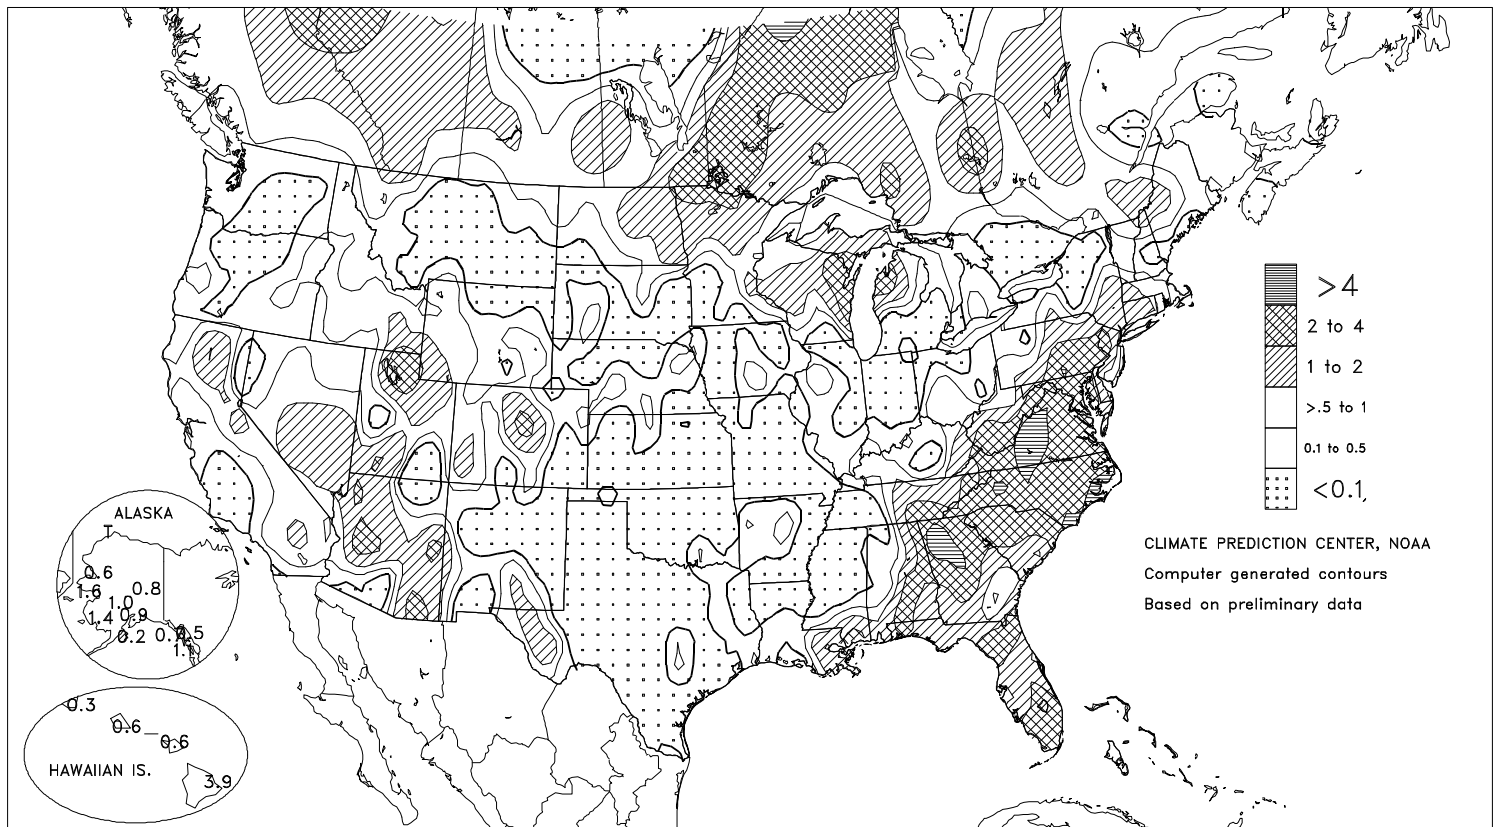 >4
2 to 4
1 to 2
>.5 to 1
0.1 to 0.5
<0.1,
CLIMATE PREDICTION CENTER, NOAA
Computer generated contours
Based on preliminary data
ALASKA
0.6
1.6
0.8
1.0
1.4
0.9
0.2
HAWAIIAN IS.
0.3
0.6
0.6
3.9